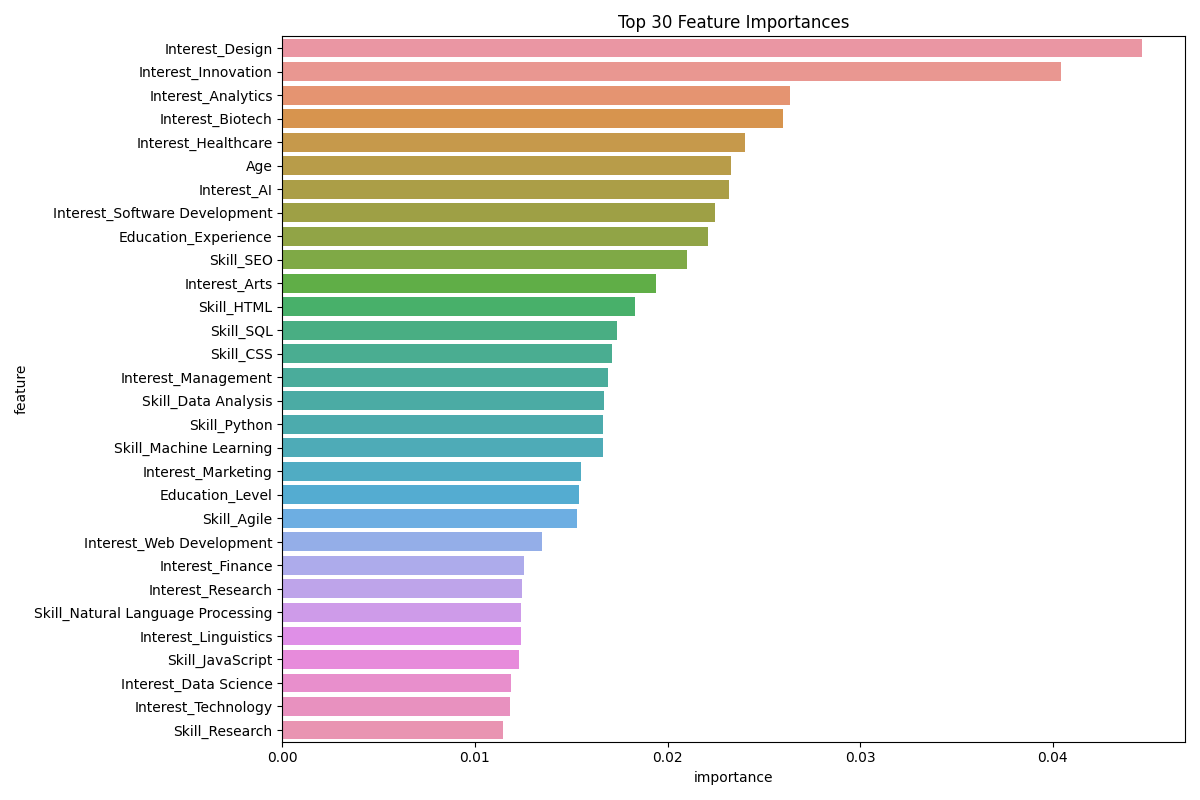 Top 30 Feature Importances
Interest_Design
Interest_Innovation
Interest_Analytics
Interest_Biotech
Interest_Healthcare
Age
Interest_AI
Interest_Software Development
Education_Experience
Skill_SEO
Interest_Arts
Skill_HTML
Skill_SQL
Skill_CSS
Interest_Management
Skill_Data Analysis
Skill_Python
Skill_Machine Learning
Interest_Marketing
Education_Level
Skill_Agile
Interest_Web Development
Interest_Finance
Interest_Research
Skill_Natural Language Processing
Interest_Linguistics
Skill_JavaScript
Interest_Data Science
Interest_Technology
Skill_Research
feature
0.00 0.01 0.02 0.03 0.04
importance